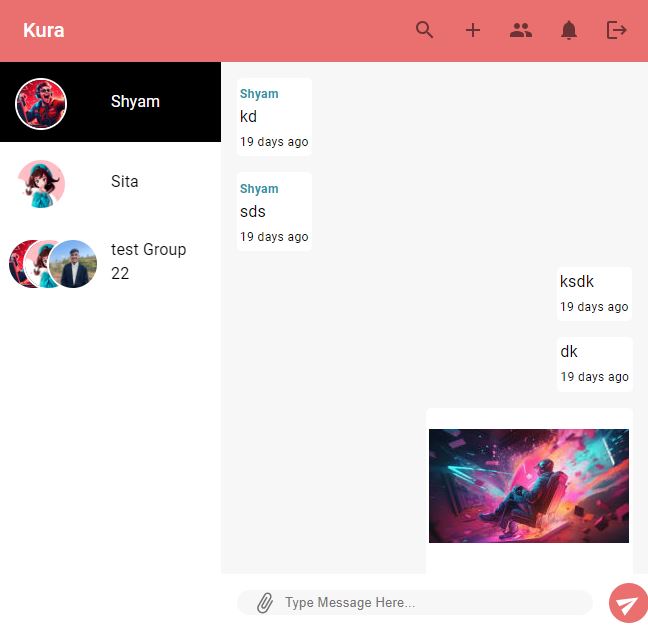 Kura
Shyam
Sita
test Group
22
Shyam
kd
19 days ago
Shyam
sds
19 days ago
ksdk
19 days ago
dk
19 days ago
Type Message Here...